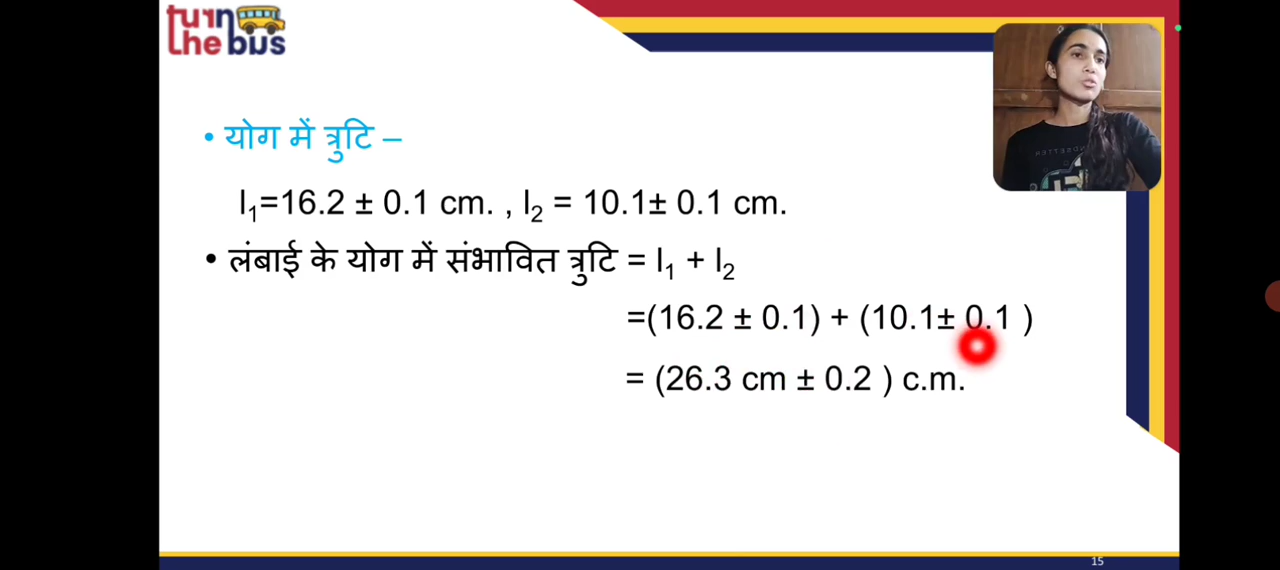 turn
the bus
• योग में त्रुटि –
l₁=16.2 ± 0.1 cm. , l₂ = 10.1± 0.1 cm.
• लंबाई के योग में संभावित त्रुटि = l₁ + l₂
=(16.2 ± 0.1) + (10.1± 0.1 )
= (26.3 cm ± 0.2 ) c.m.
15